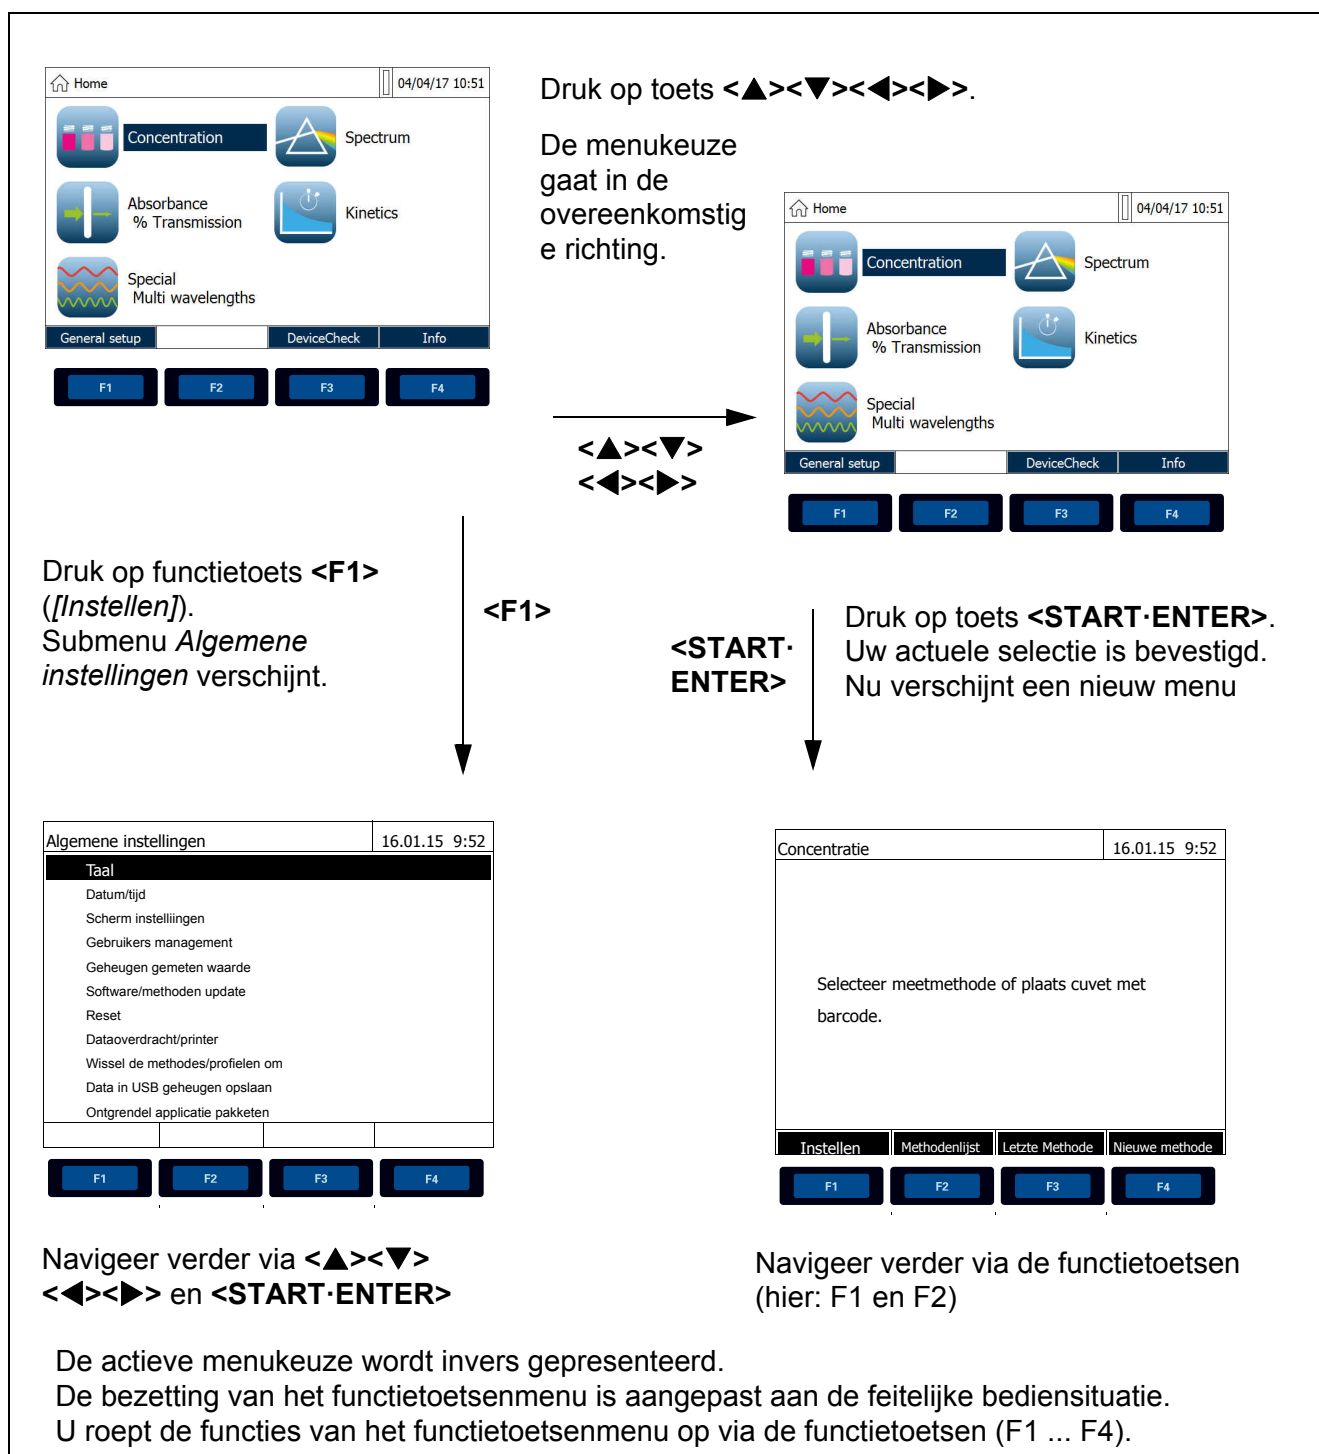 Home
04/04/17 10:51
Concentration
Spectrum
Absorbance
% Transmission
Kinetics
Special
Multi wavelengths
General setup
DeviceCheck
Info
F1
F2
F3
F4
Druk op toets <▲><▼><◀><▶>.
De menukeuze
gaat in de
overeenkomstig
e richting.
<▲><▼>
<◀><▶>
Home
04/04/17 10:51
Concentration
Spectrum
Absorbance
% Transmission
Kinetics
Special
Multi wavelengths
General setup
DeviceCheck
Info
F1
F2
F3
F4
Druk op functietoets <F1>
([Instellen]).
Submenu Algemene
instellingen verschijnt.
<F1>
<START·
ENTER>
Druk op toets <START·ENTER>.
Uw actuele selectie is bevestigd.
Nu verschijnt een nieuw menu
Algemene instellingen
16.01.15 9:52
Taal
Datum/tijd
Scherm instelliingen
Gebruikers management
Geheugen gemeten waarde
Software/methoden update
Reset
Dataoverdracht/printer
Wissel de methodes/profielen om
Data in USB geheugen opslaan
Ontgrendel applicatie pakketen
F1
F2
F3
F4
Concentratie
16.01.15 9:52
Selecteer meetmethode of plaats cuvet met
barcode.
Instellen
Methodenlijst
Letzte Methode
Nieuwe methode
F1
F2
F3
F4
Navigeer verder via <▲><▼>
<◀><▶> en <START·ENTER>
Navigeer verder via de functietoetsen
(hier: F1 en F2)
De actieve menukeuze wordt invers gepresenteerd.
De bezetting van het functietoetsenmenu is aangepast aan de feitelijke bediensituatie.
U roept de functies van het functietoetsenmenu op via de functietoetsen (F1 ... F4).